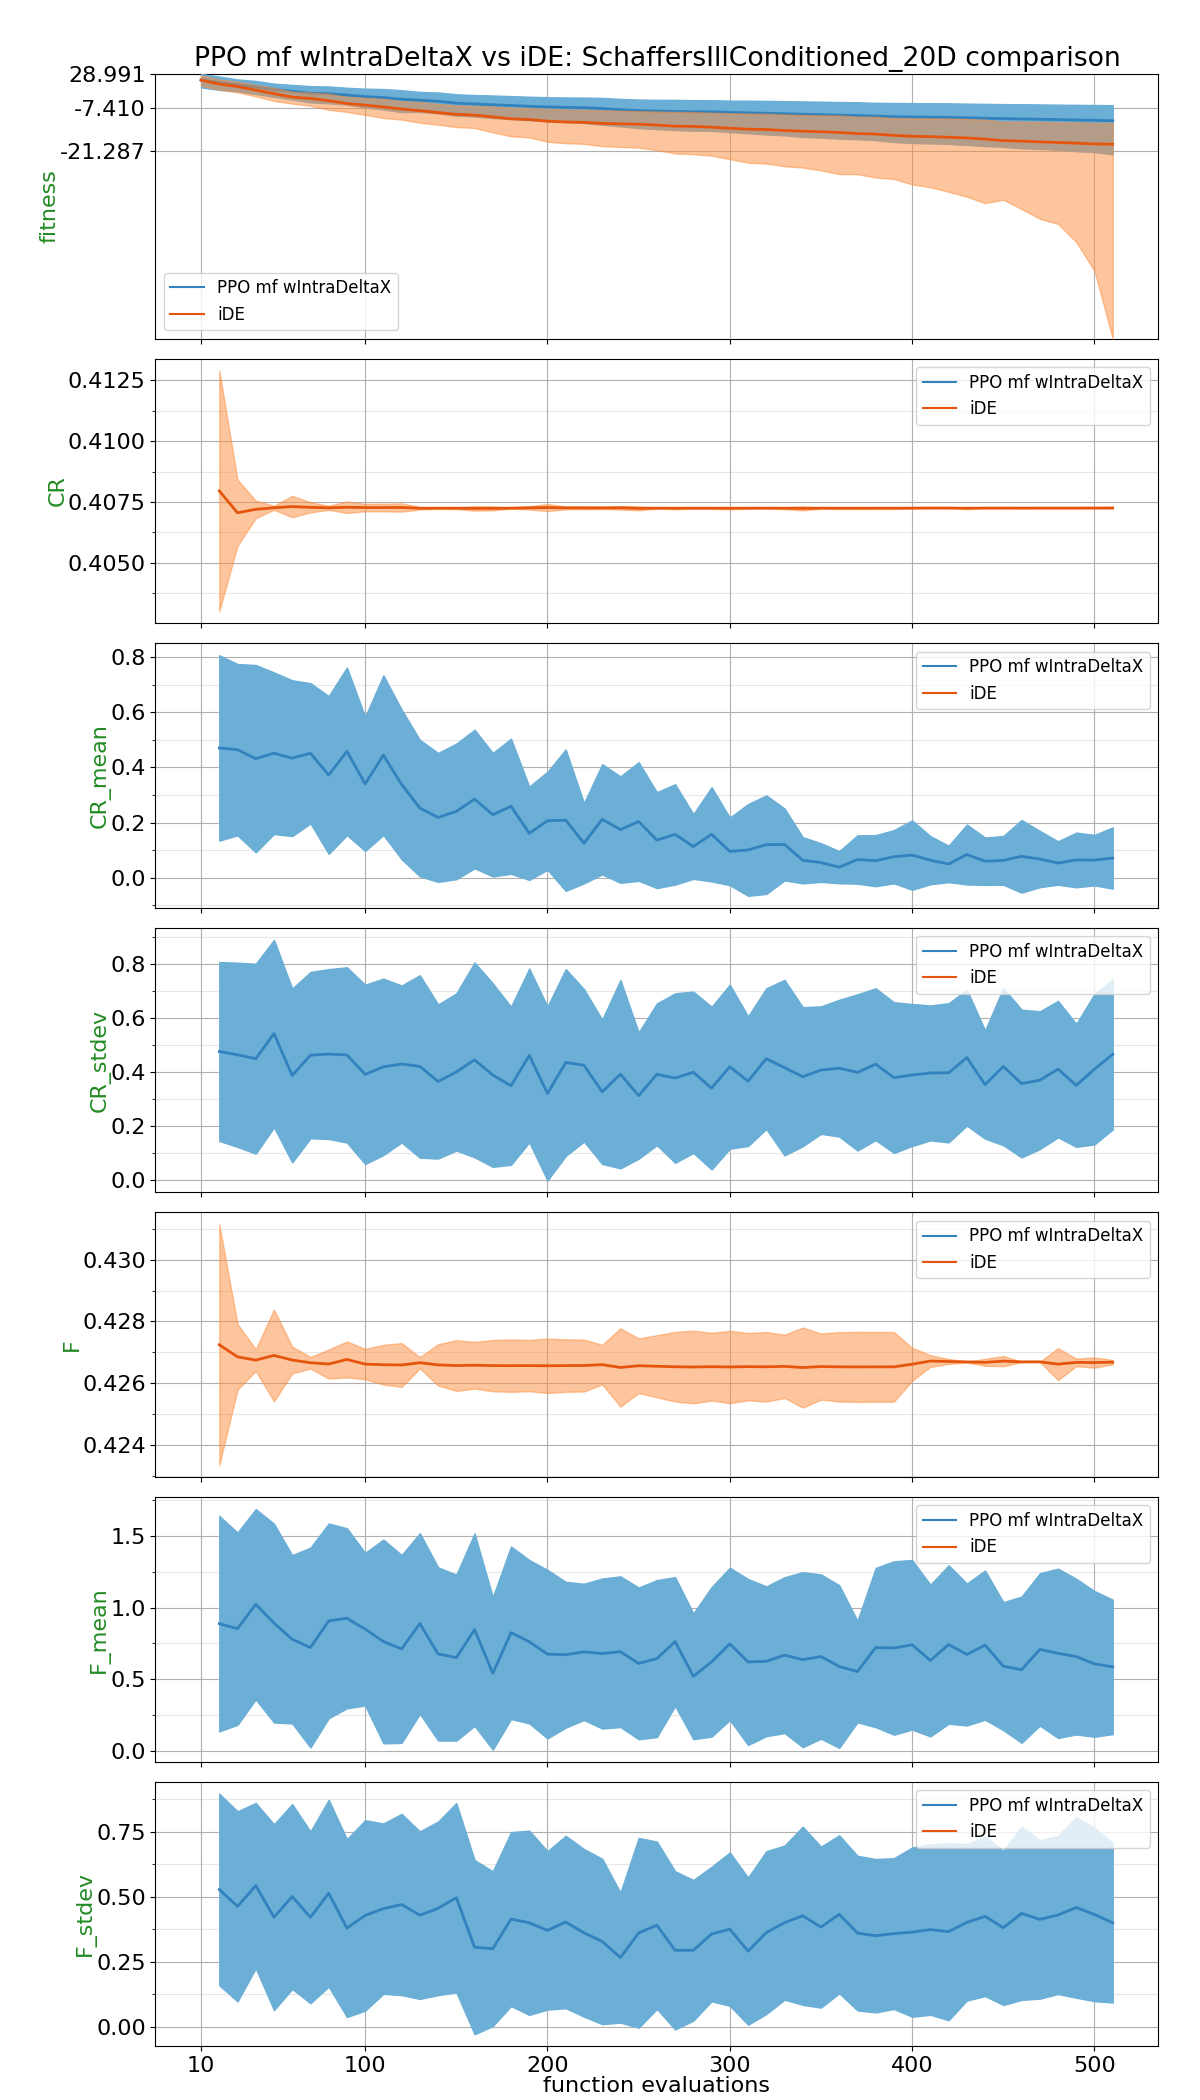 PPO mf wIntraDeltaX vs iDE: SchaffersIllConditioned_20D comparison
28.991
-7.410
-21.287
fitness
PPO mf wIntraDeltaX
iDE
0.4125
0.4100
0.4075
0.4050
CR
PPO mf wIntraDeltaX
iDE
0.8
0.6
0.4
0.2
0.0
CR_mean
PPO mf wIntraDeltaX
iDE
0.8
0.6
0.4
0.2
0.0
CR_stdev
PPO mf wIntraDeltaX
iDE
0.430
0.428
0.426
0.424
F
PPO mf wIntraDeltaX
iDE
1.5
1.0
0.5
0.0
F_mean
PPO mf wIntraDeltaX
iDE
0.75
0.50
0.25
0.00
F_stdev
PPO mf wIntraDeltaX
iDE
10 100 200 300 400 500
function evaluations